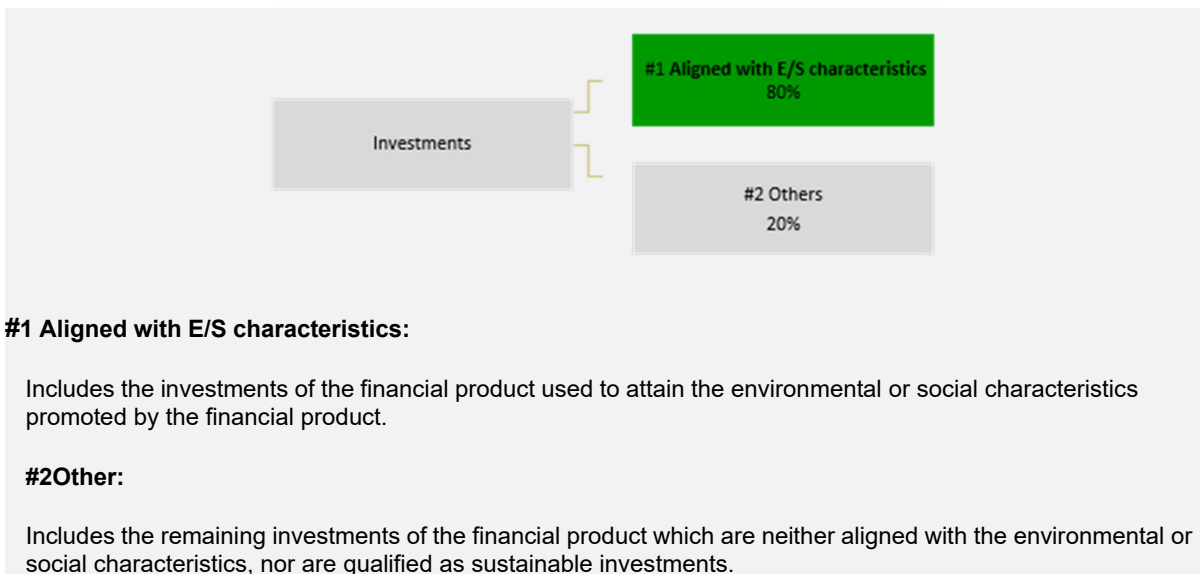 #1 Aligned with E/S characteristics
80%
Investments
#2 Others
20%
#1 Aligned with E/S characteristics:
Includes the investments of the financial product used to attain the environmental or social characteristics
promoted by the financial product.
#2Other:
Includes the remaining investments of the financial product which are neither aligned with the environmental or
social characteristics, nor are qualified as sustainable investments.